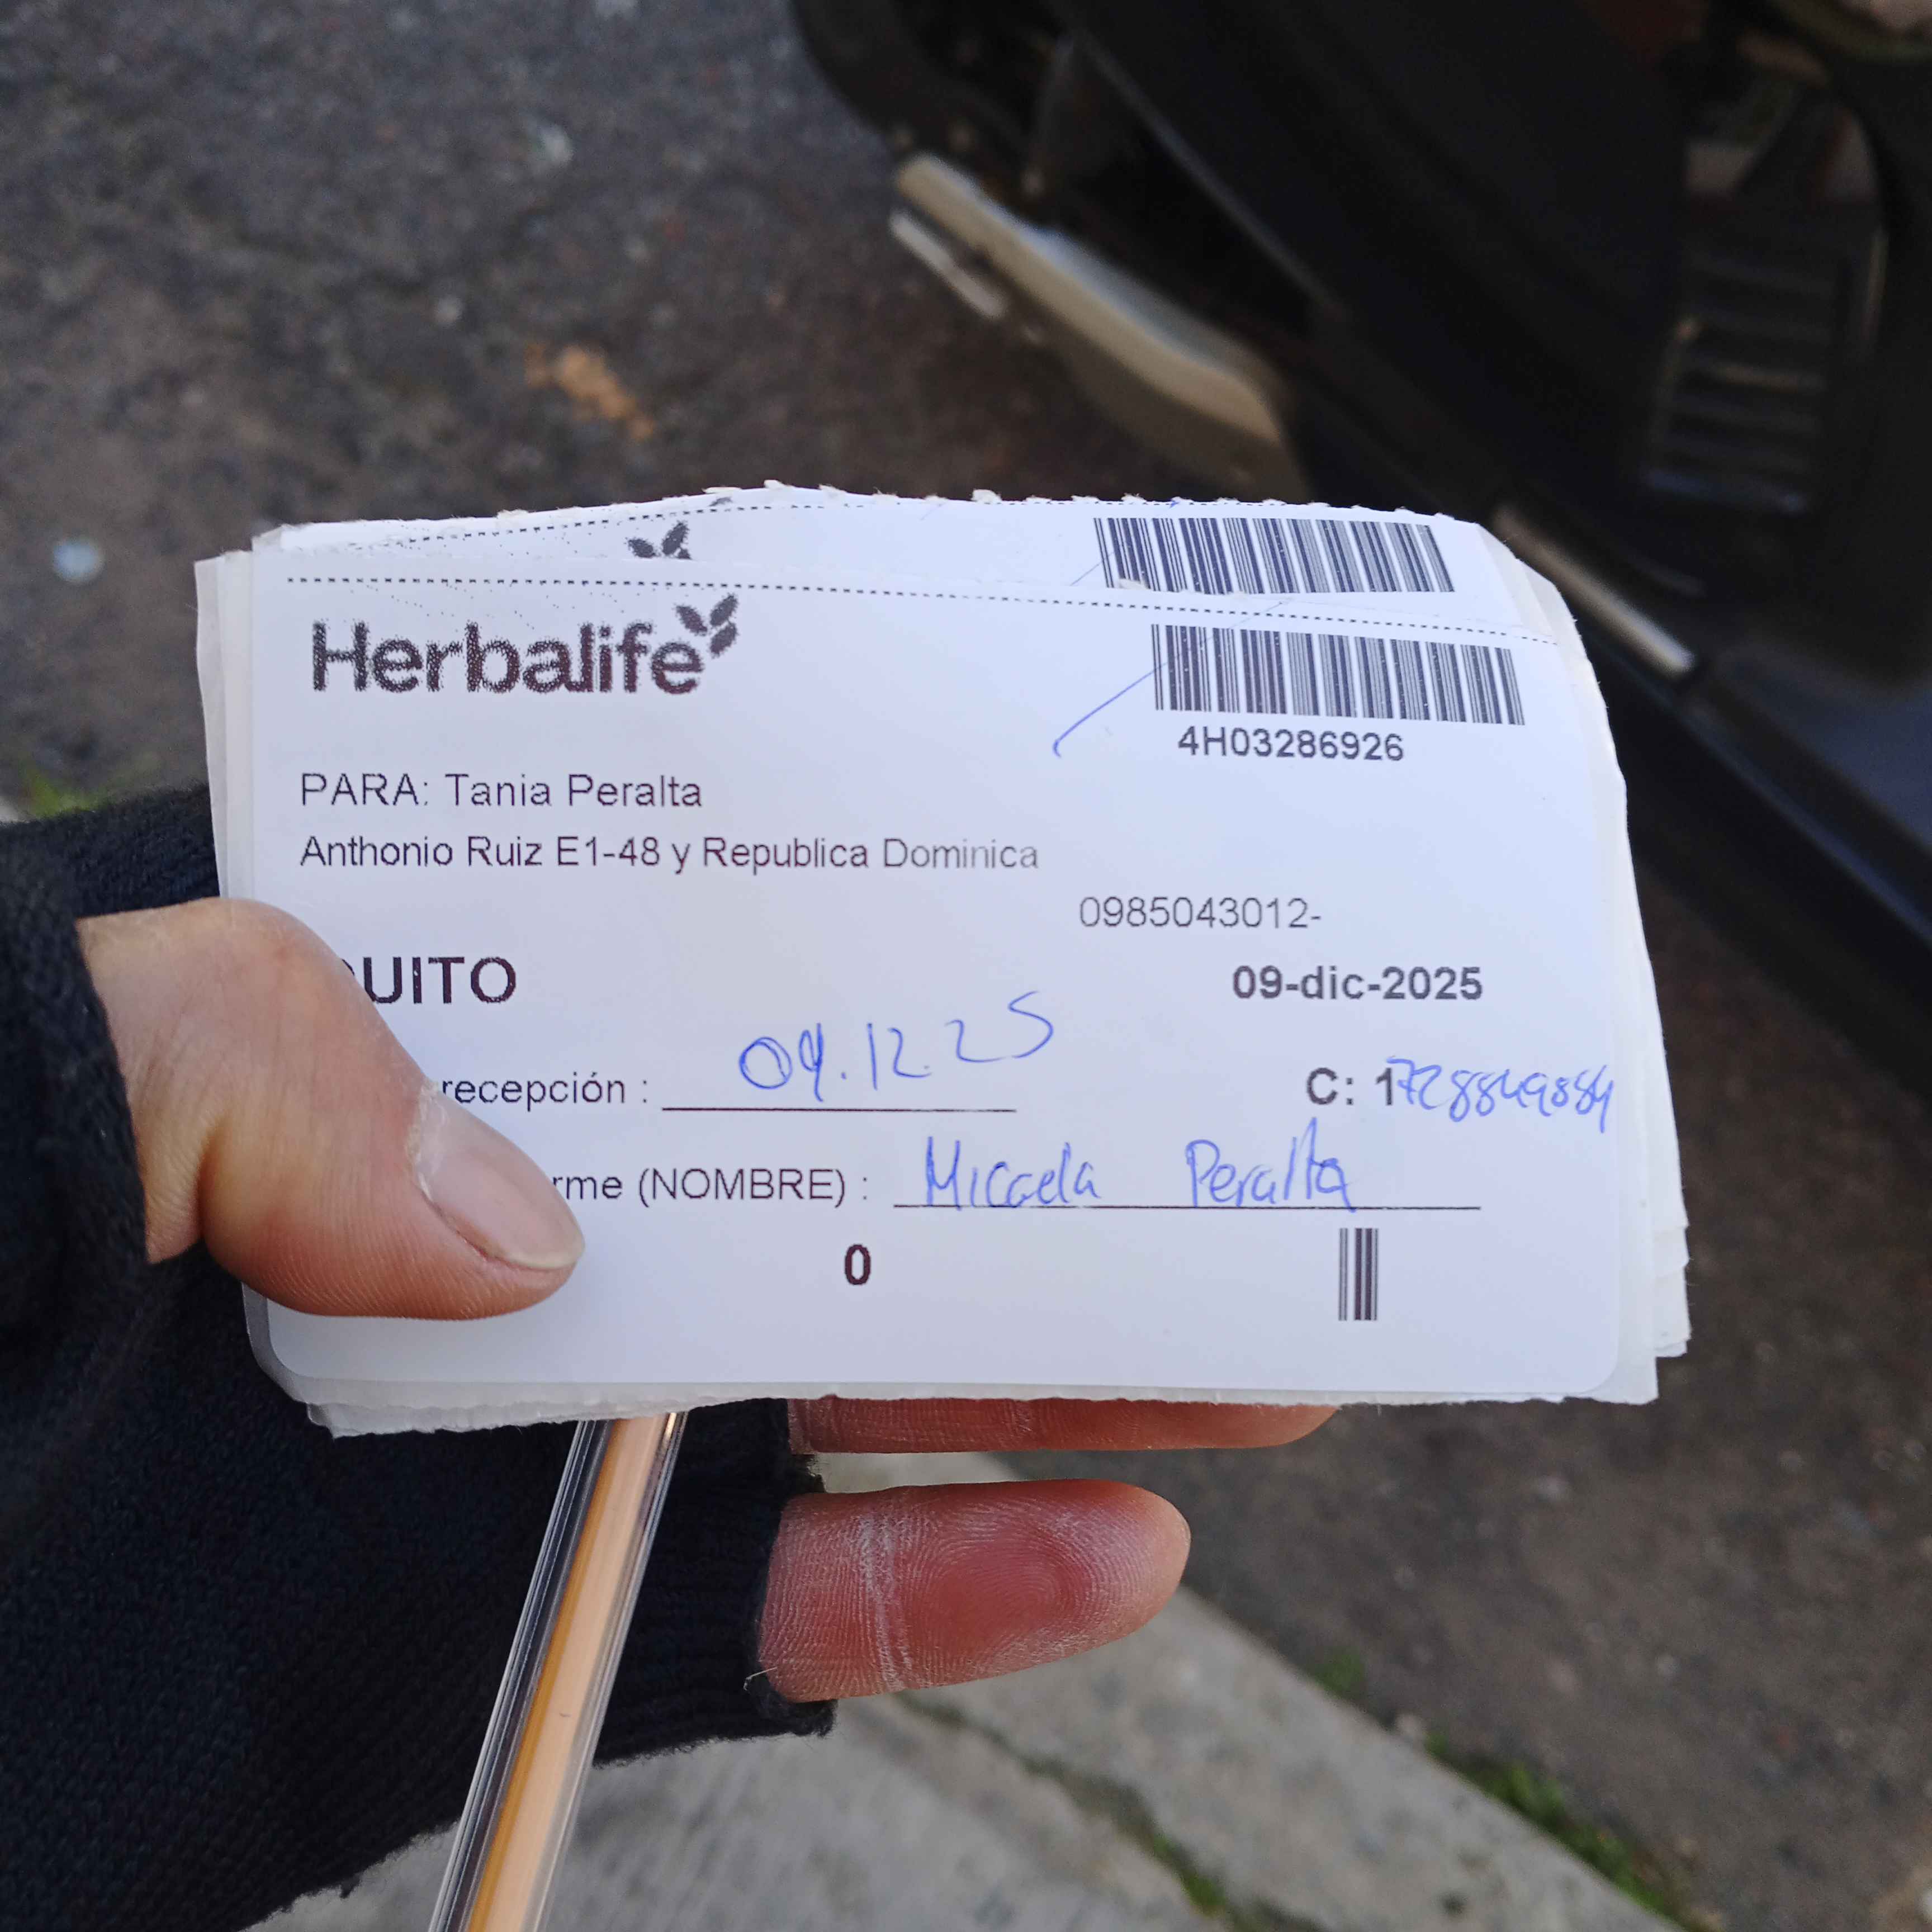 Herbalife
4H03286926
PARA: Tania Peralta
Anthonio Ruiz E1-48 y Republica Dominica
0985043012-
UITO
09-dic-2025
recepción : 09.12.25
C: 1728849884
rme (NOMBRE) : Micaela Peralta
0